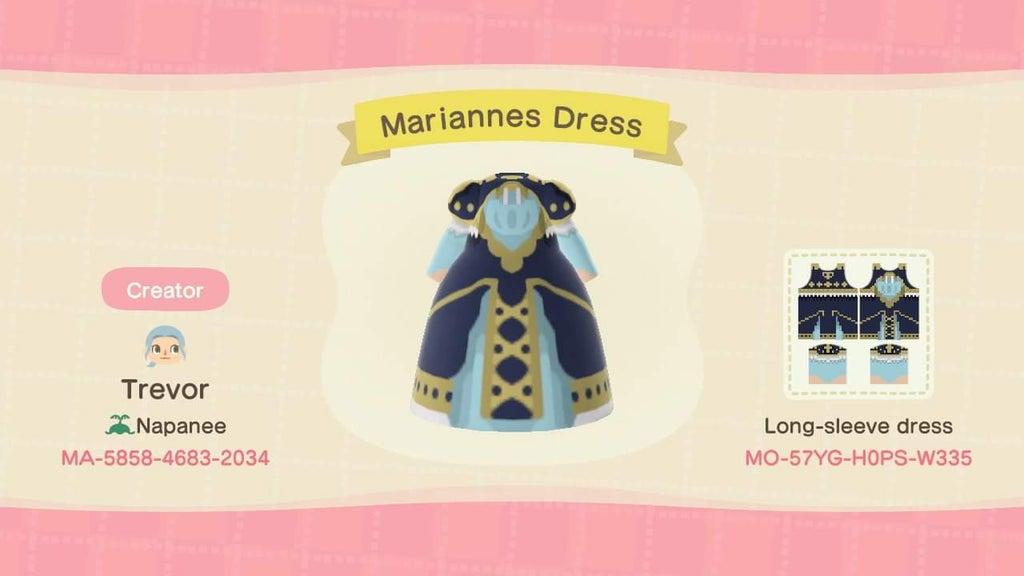 Mariannes Dress
Creator
Trevor
Napanee
MA-5858-4683-2034
Long-sleeve dress
MO-57YG-H0PS-W335